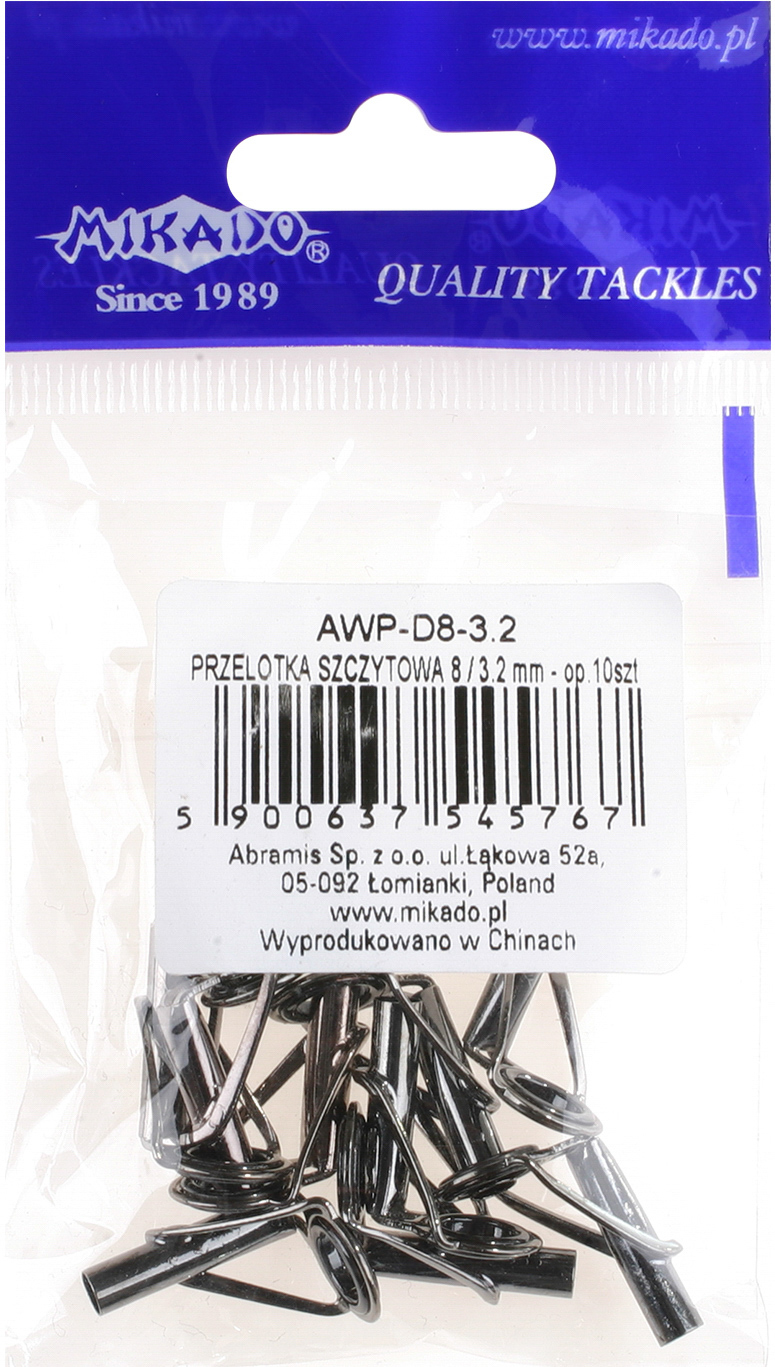 www.mikado.pl
MIKADO®
Since 1989
QUALITY TACKLES
AWP-D8-3.2
PRZELOTKA SZCZYTOWA 8 / 3.2 mm - op.10szt
5 900637 545767
Abramis Sp. z o.o. ul.Łąkowa 52a,
05-092 Łomianki, Poland
www.mikado.pl
Wyprodukowano w Chinach